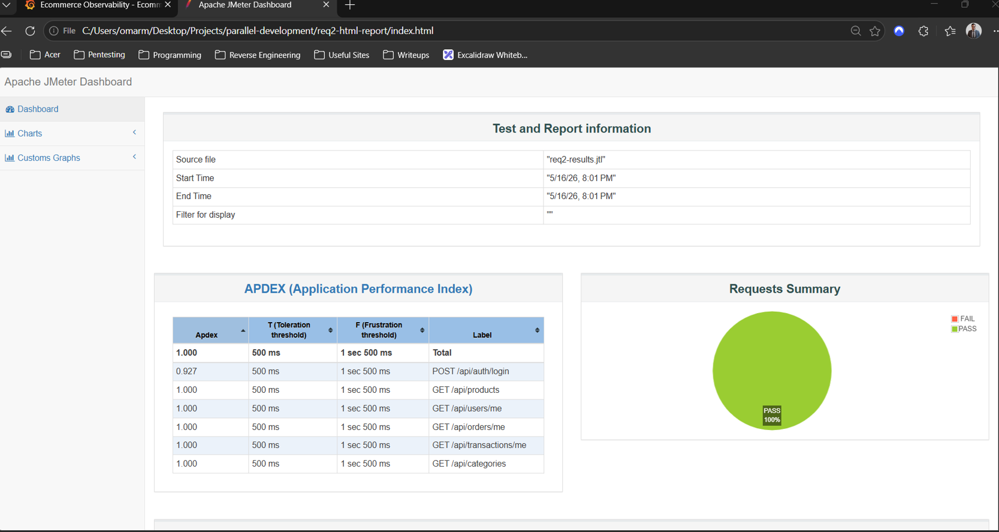 Ecommerce Observability - Ecomm
Apache JMeter Dashboard
File C:/Users/omarm/Desktop/Projects/parallel-development/req2-html-report/index.html
Acer Pentesting Programming Reverse Engineering Useful Sites Writeups Excalidraw Whiteb...
Apache JMeter Dashboard
Dashboard
Charts
Customs Graphs
Test and Report information
Source file "req2-results.jtl"
Start Time "5/16/26, 8:01 PM"
End Time "5/16/26, 8:01 PM"
Filter for display ""
APDEX (Application Performance Index)
Apdex T (Toleration threshold) F (Frustration threshold) Label
1.000 500 ms 1 sec 500 ms Total
0.927 500 ms 1 sec 500 ms POST /api/auth/login
1.000 500 ms 1 sec 500 ms GET /api/products
1.000 500 ms 1 sec 500 ms GET /api/users/me
1.000 500 ms 1 sec 500 ms GET /api/orders/me
1.000 500 ms 1 sec 500 ms GET /api/transactions/me
1.000 500 ms 1 sec 500 ms GET /api/categories
Requests Summary
FAIL
PASS
PASS
100%